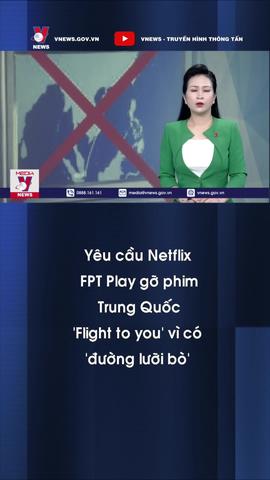 NEWS VNEWS.GOV.VN VNEWS - TRUYỀN HÌNH THÔNG TẤN
MEDIA
NEWS
0888.161.161 media@vnews.gov.vn vnews.gov.vn
Yêu cầu Netflix
FPT Play gỡ phim
Trung Quốc
'Flight to you' vì có
'đường lưỡi bò'